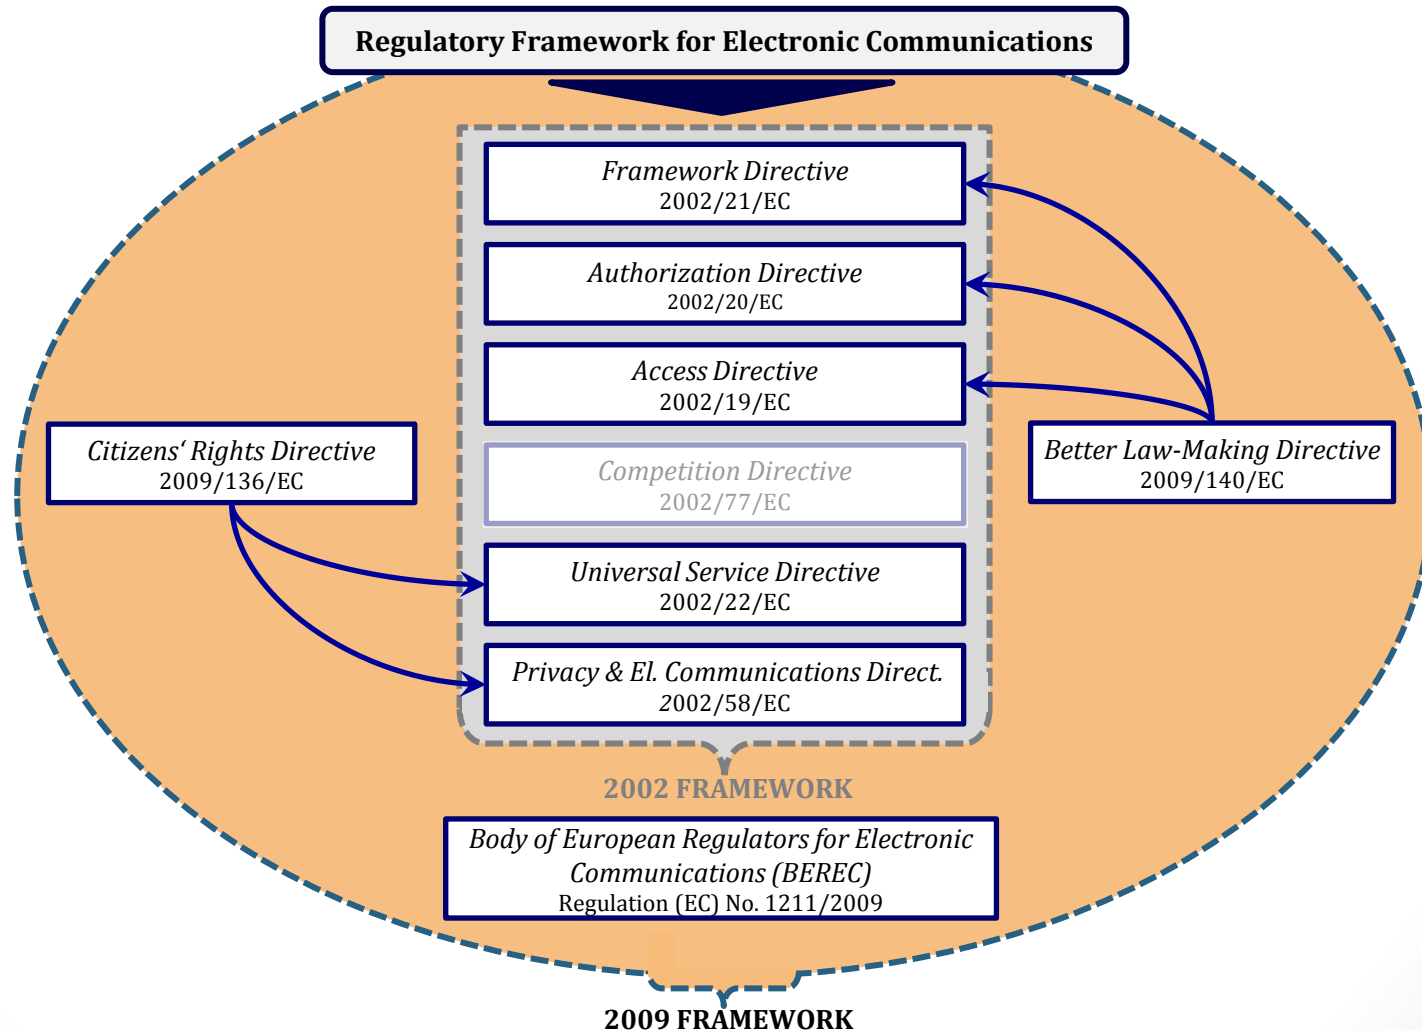 Regulatory Framework for Electronic Communications
Framework Directive
2002/21/EC
Authorization Directive
2002/20/EC
Access Directive
2002/19/EC
Citizens‘ Rights Directive
2009/136/EC
Competition Directive
2002/77/EC
Better Law-Making Directive
2009/140/EC
Universal Service Directive
2002/22/EC
Privacy & El. Communications Direct.
2002/58/EC
2002 FRAMEWORK
Body of European Regulators for Electronic
Communications (BEREC)
Regulation (EC) No. 1211/2009
2009 FRAMEWORK